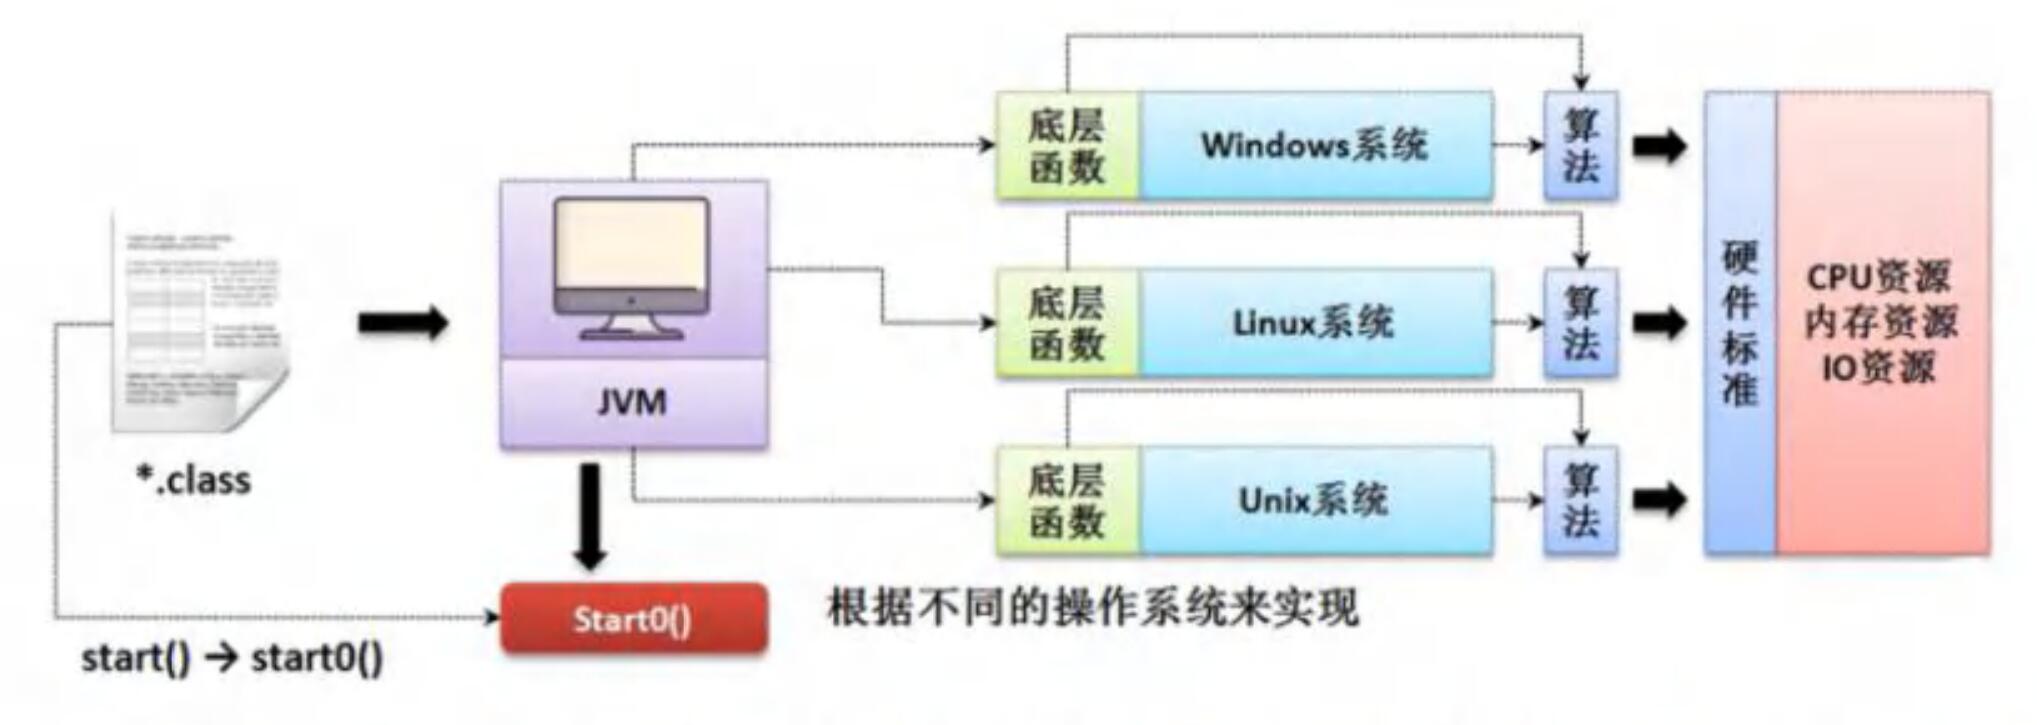 底层
函数
Windows系统
算
法
底层
函数
Linux系统
算
法
底层
函数
Unix系统
算
法
硬
件
标
准
CPU资源
内存资源
IO资源
JVM
*.class
Start0()
根据不同的操作系统来实现
start() → start0()